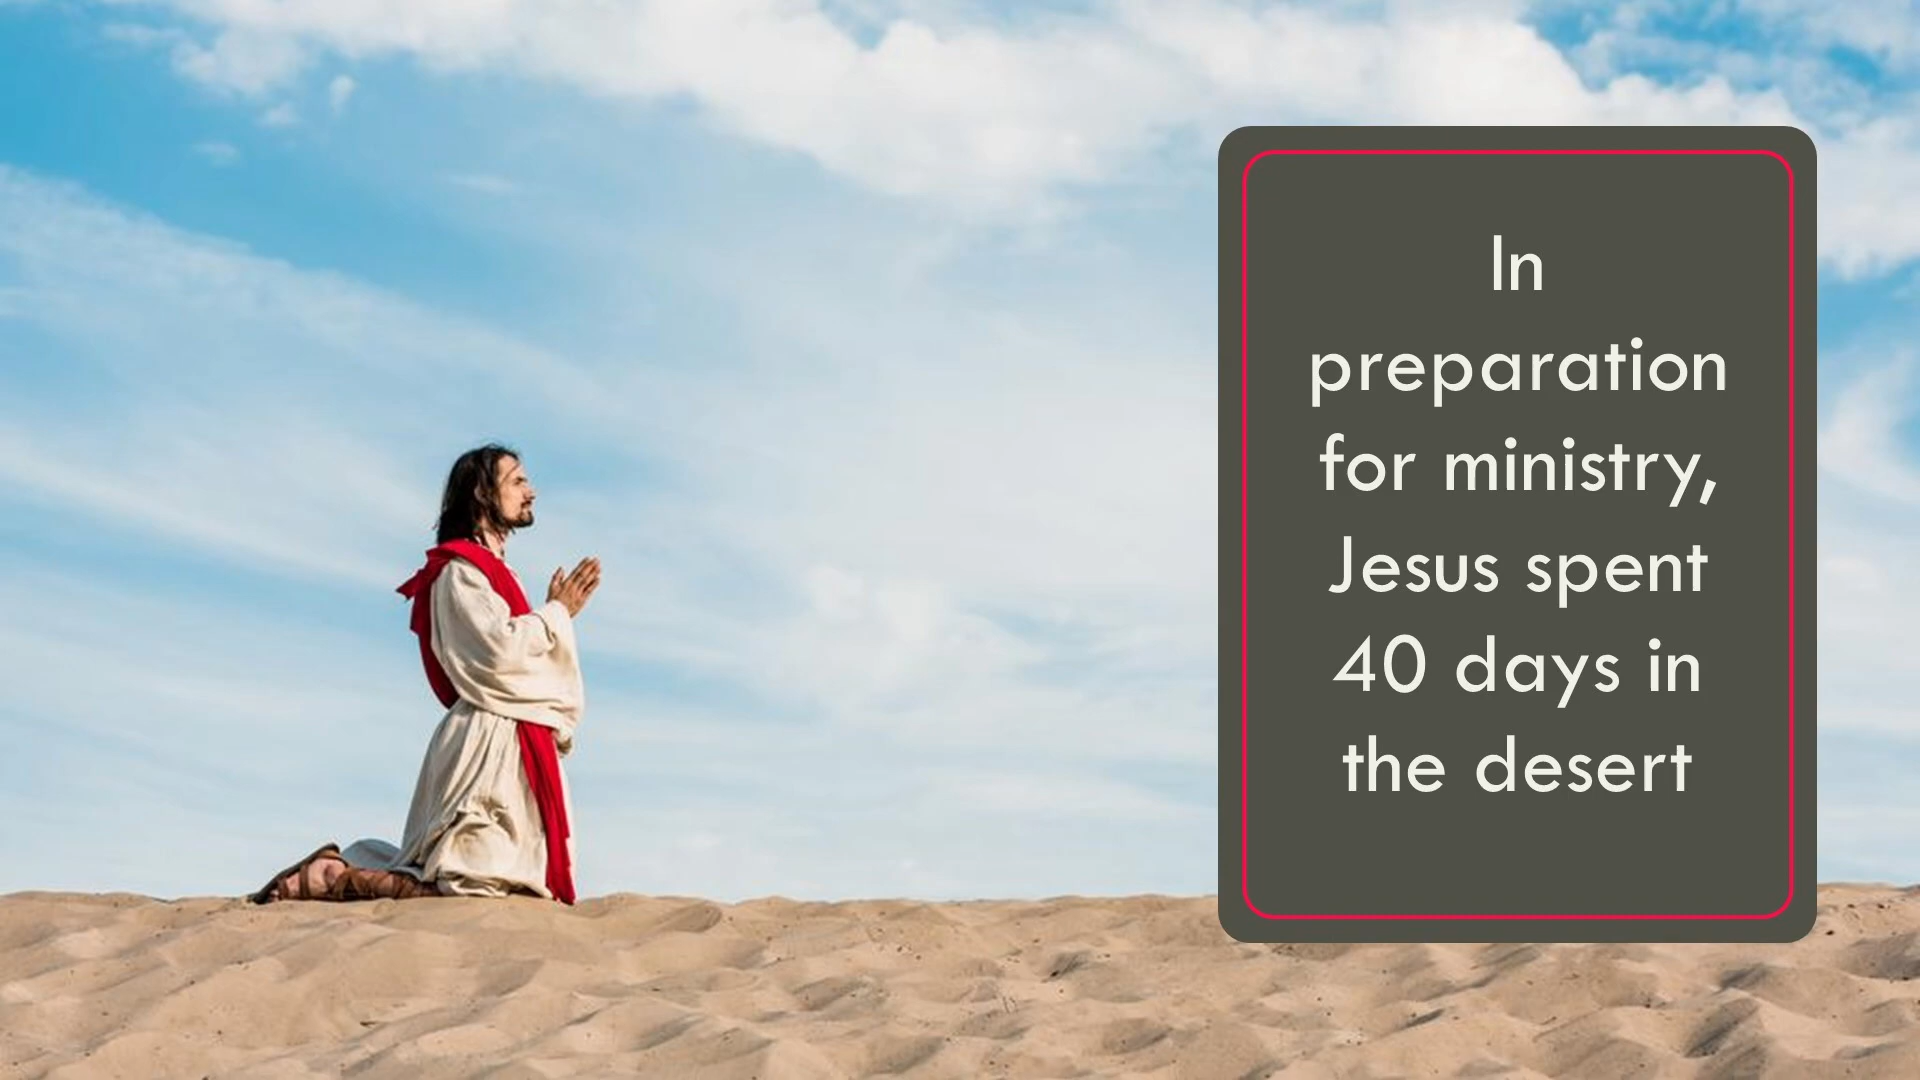 In
preparation
for ministry,
Jesus spent
40 days in
the desert